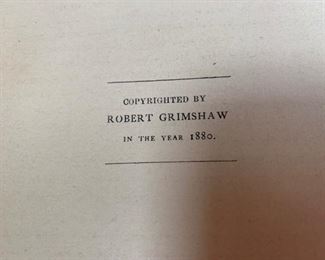 COPYRIGHTED BY
ROBERT GRIMSHAW
IN THE YEAR 1880.